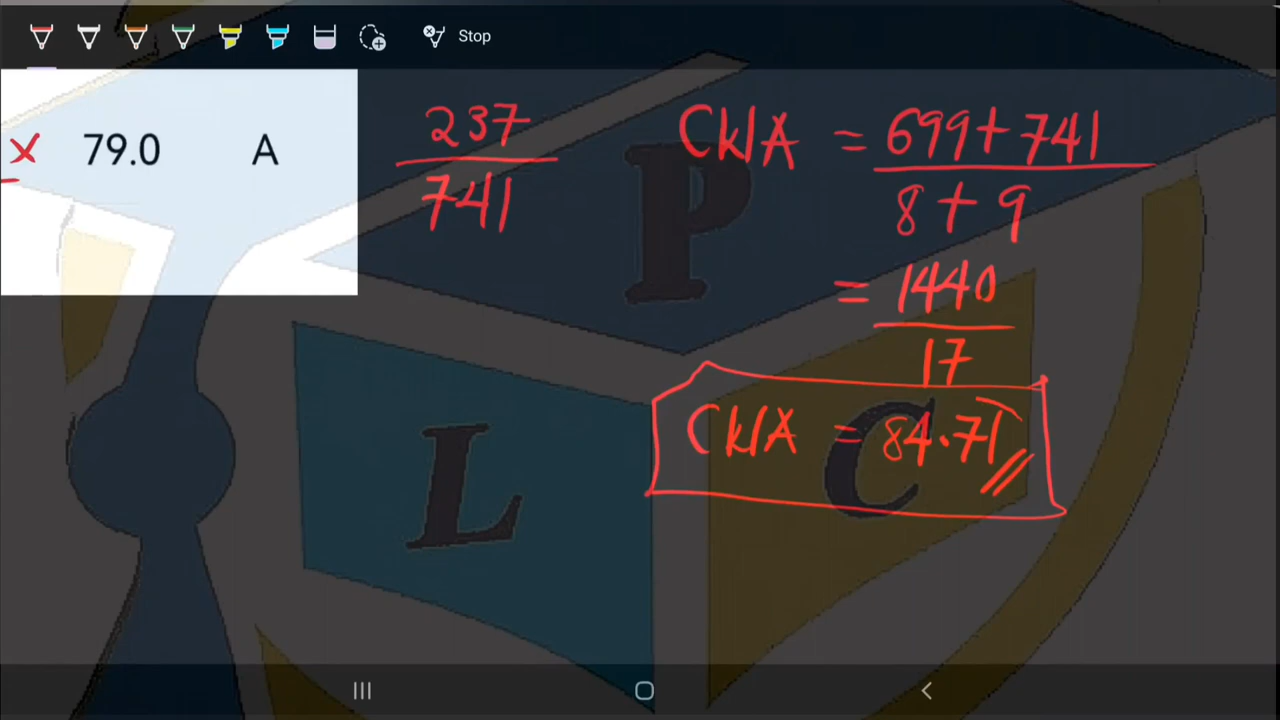 Stop
x 79.0 A
237
741
CWA = 699 + 741
8 + 9
= 1440
17
CWA = 84.71
P
L
C